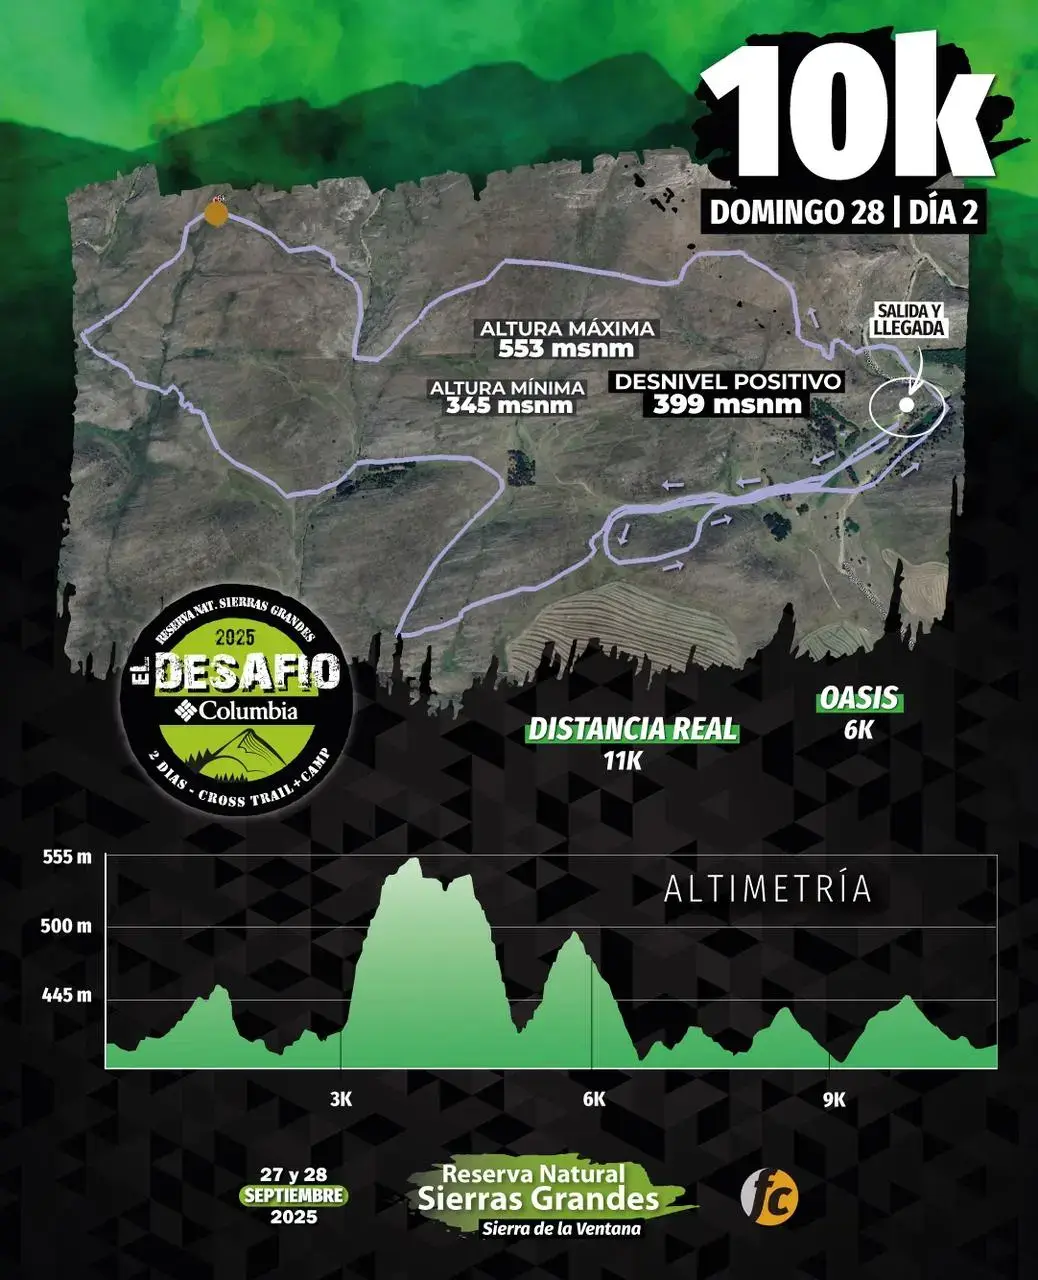 10k
DOMINGO 28 | DÍA 2
6k
SALIDA Y
LLEGADA
ALTURA MÁXIMA
553 msnm
ALTURA MÍNIMA
345 msnm
DESNIVEL POSITIVO
399 msnm
RESERVA NAT. SIERRAS GRANDES
2025
EL DESAFIO
Columbia
2 DIAS - CROSS TRAIL + CAMP
DISTANCIA REAL
11K
OASIS
6K
ALTIMETRÍA
555 m
500 m
445 m
3K
6K
9K
27 y 28
SEPTIEMBRE
2025
Reserva Natural
Sierras Grandes
Sierra de la Ventana
fc